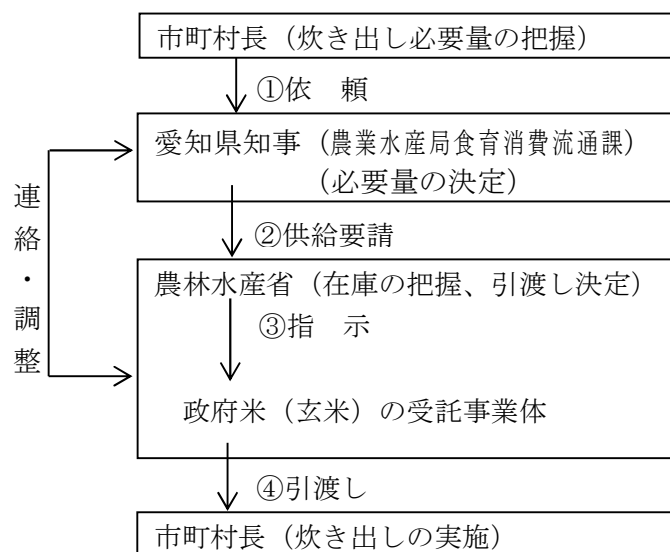 市町村長（炊き出し必要量の把握）
①依　頼
愛知県知事（農業水産局食育消費流通課）
（必要量の決定）
②供給要請
連絡・調整
農林水産省（在庫の把握、引渡し決定）
③指　示
政府米（玄米）の受託事業体
④引渡し
市町村長（炊き出しの実施）